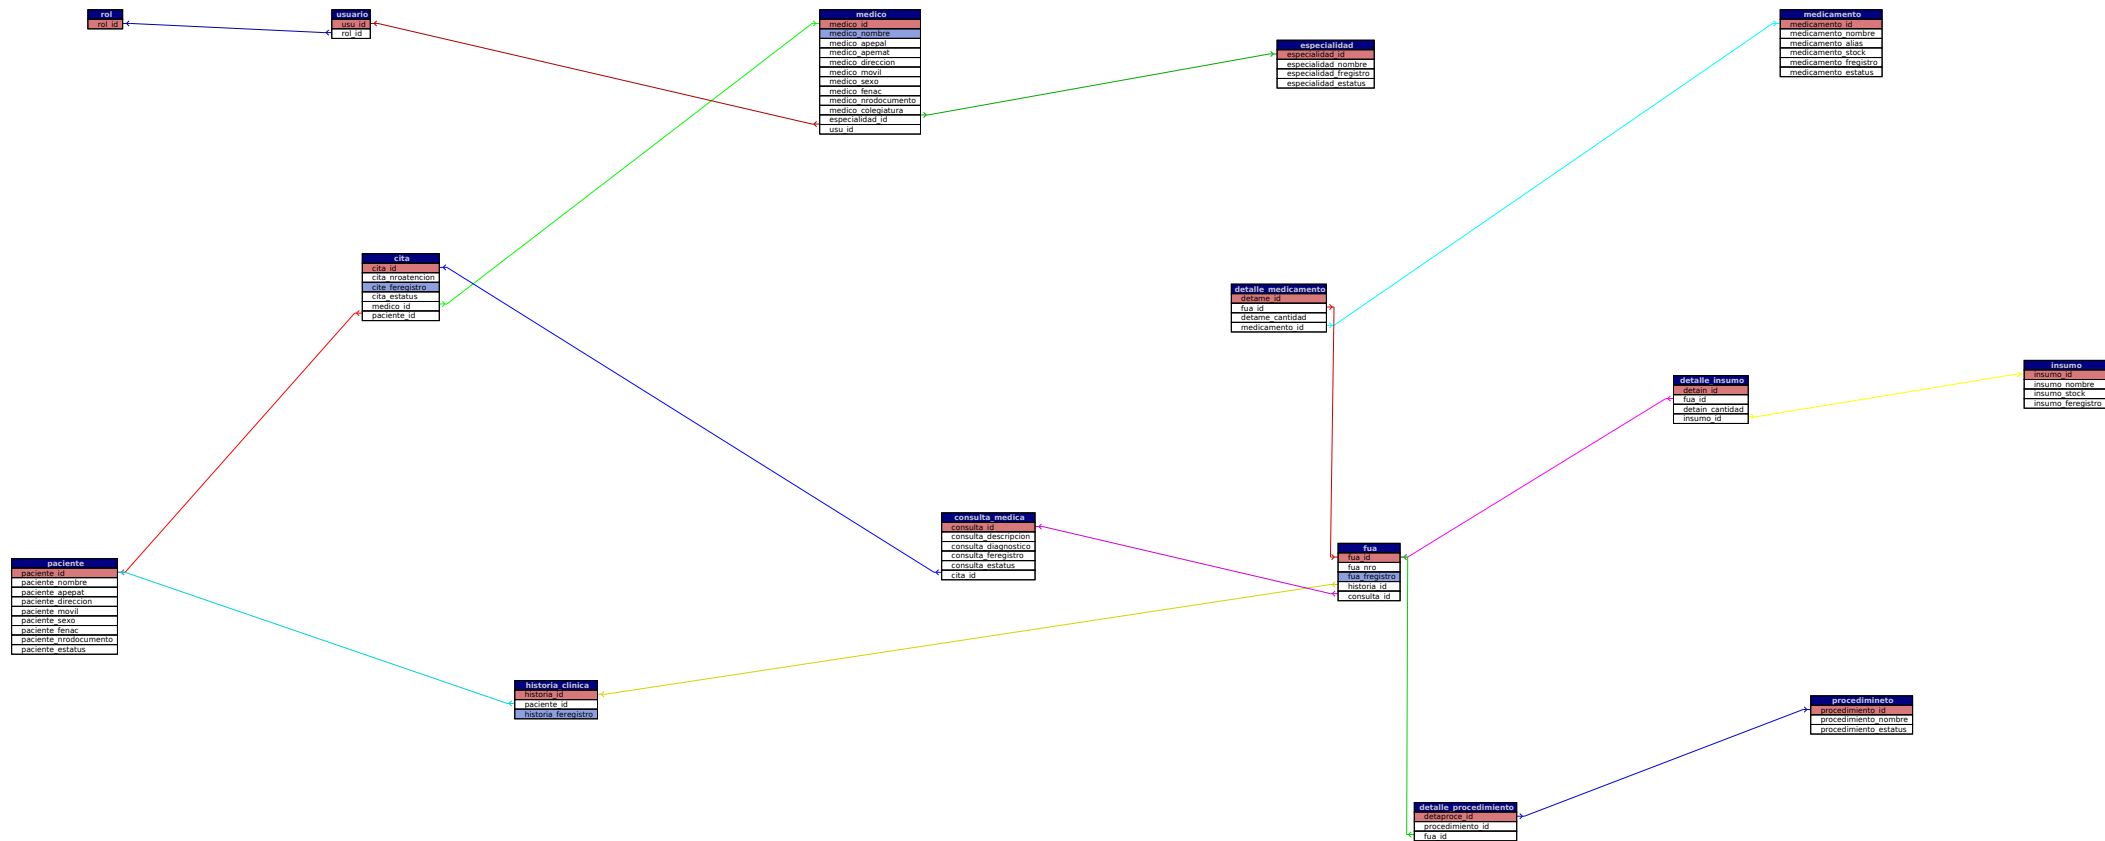 rol
rol_id
usuario
usu_id
rol_id
medico
medico_id
medico_nombre
medico_apepal
medico_apemat
medico_direccion
medico_movil
medico_sexo
medico_fenac
medico_nrodocumento
medico_colegiatura
especialidad_id
usu_id
especialidad
especialidad_id
especialidad_nombre
especialidad_fregistro
especialidad_estatus
medicamento
medicamento_id
medicamento_nombre
medicamento_alias
medicamento_stock
medicamento_fregistro
medicamento_estatus
cita
cita_id
cita_nroatencion
cite_feregistro
cita_estatus
medico_id
paciente_id
detalle_medicamento
detame_id
fua_id
detame_cantidad
medicamento_id
detalle_insumo
detain_id
fua_id
detain_cantidad
insumo_id
insumo
insumo_id
insumo_nombre
insumo_stock
insumo_feregistro
consulta_medica
consulta_id
consulta_descripcion
consulta_diagnostico
consulta_feregistro
consulta_estatus
cita_id
fua
fua_id
fua_nro
fua_fregistro
historia_id
consulta_id
paciente
paciente_id
paciente_nombre
paciente_apepat
paciente_direccion
paciente_movil
paciente_sexo
paciente_fenac
paciente_nrodocumento
paciente_estatus
historia_clinica
historia_id
paciente_id
historia_feregistro
procedimineto
procedimiento_id
procedimiento_nombre
procedimiento_estatus
detalle_procedimiento
detaproce_id
procedimiento_id
fua_id